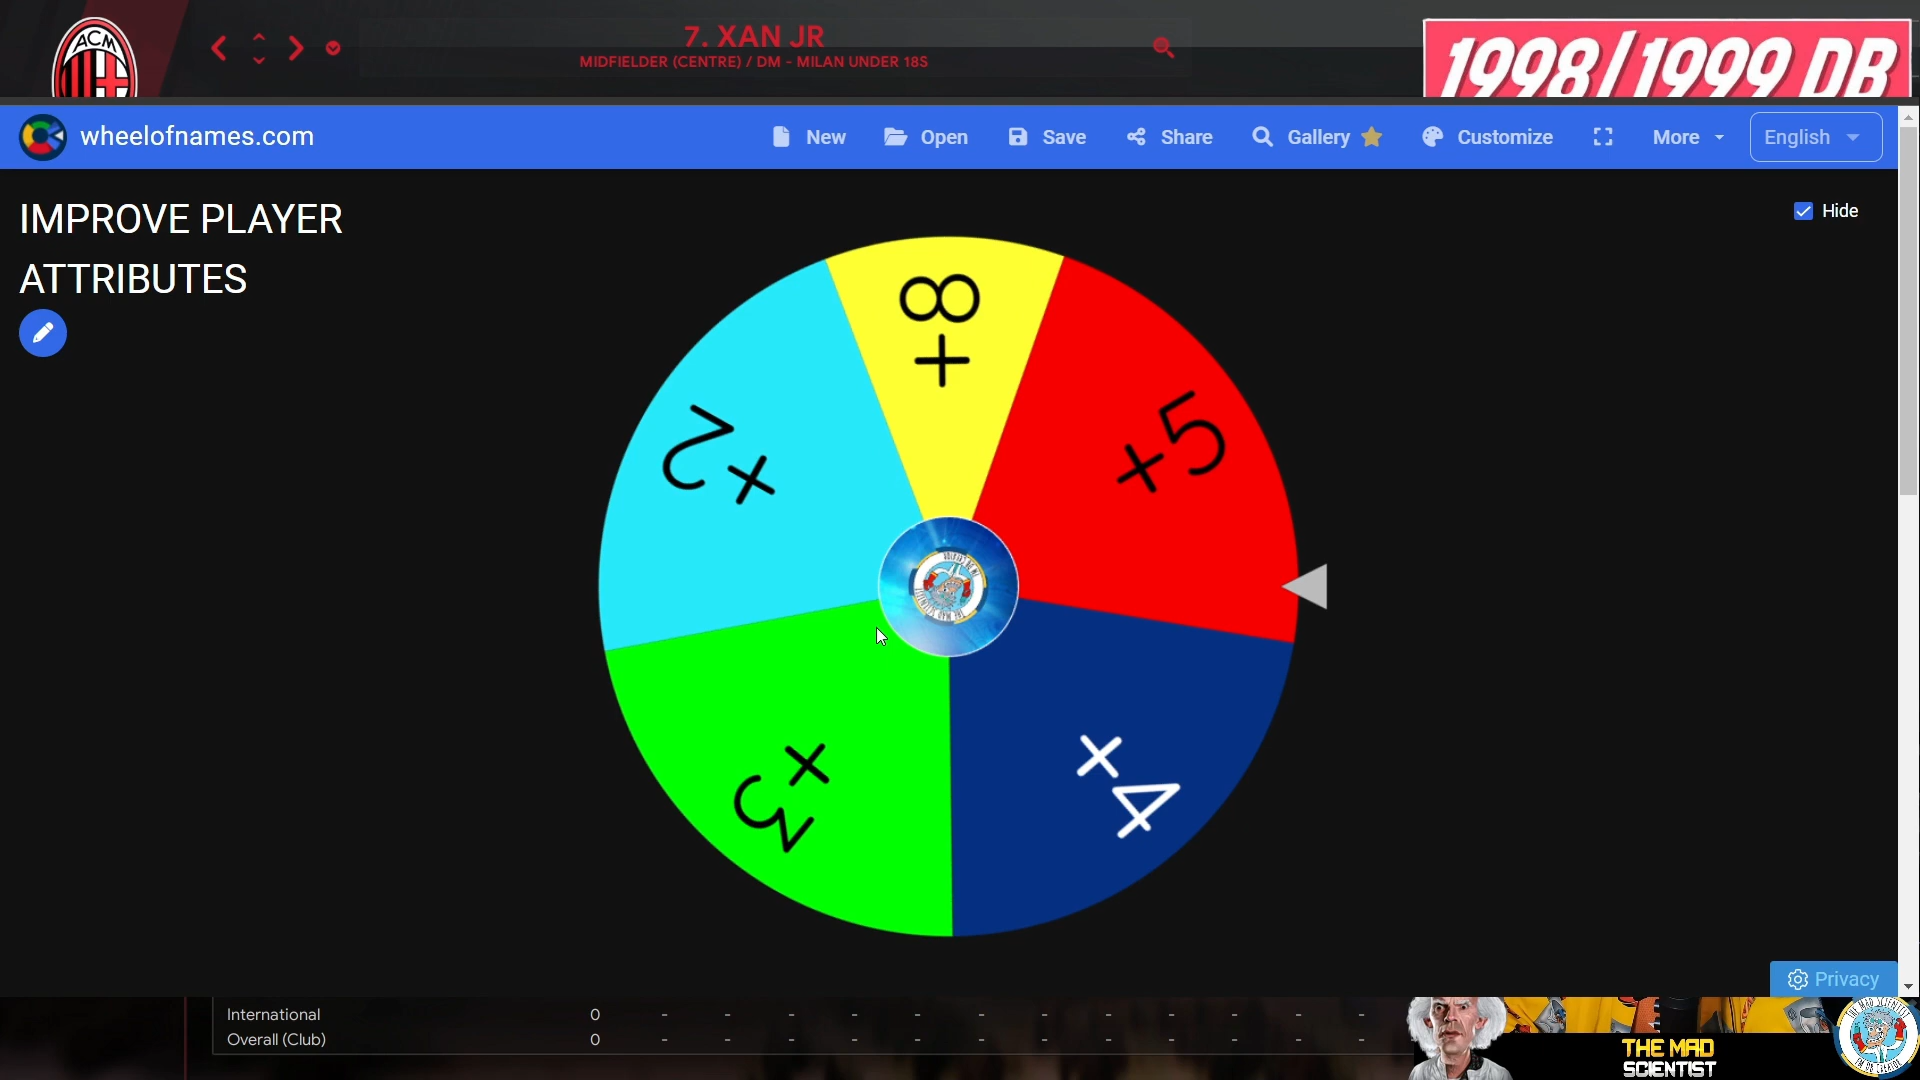 ACM
7. XAN JR
MIDFIELDER (CENTRE) / DM - MILAN UNDER 18S
1998/1999 DB
wheelofnames.com
New
Open
Save
Share
Gallery
Customize
More
English
IMPROVE PLAYER
ATTRIBUTES
Hide
+8
+5
+2
+3
+4
Privacy
International 0 - - - - - - - - - - - -
Overall (Club) 0 - - - - - - - - - - - -
THE MAD
SCIENTIST